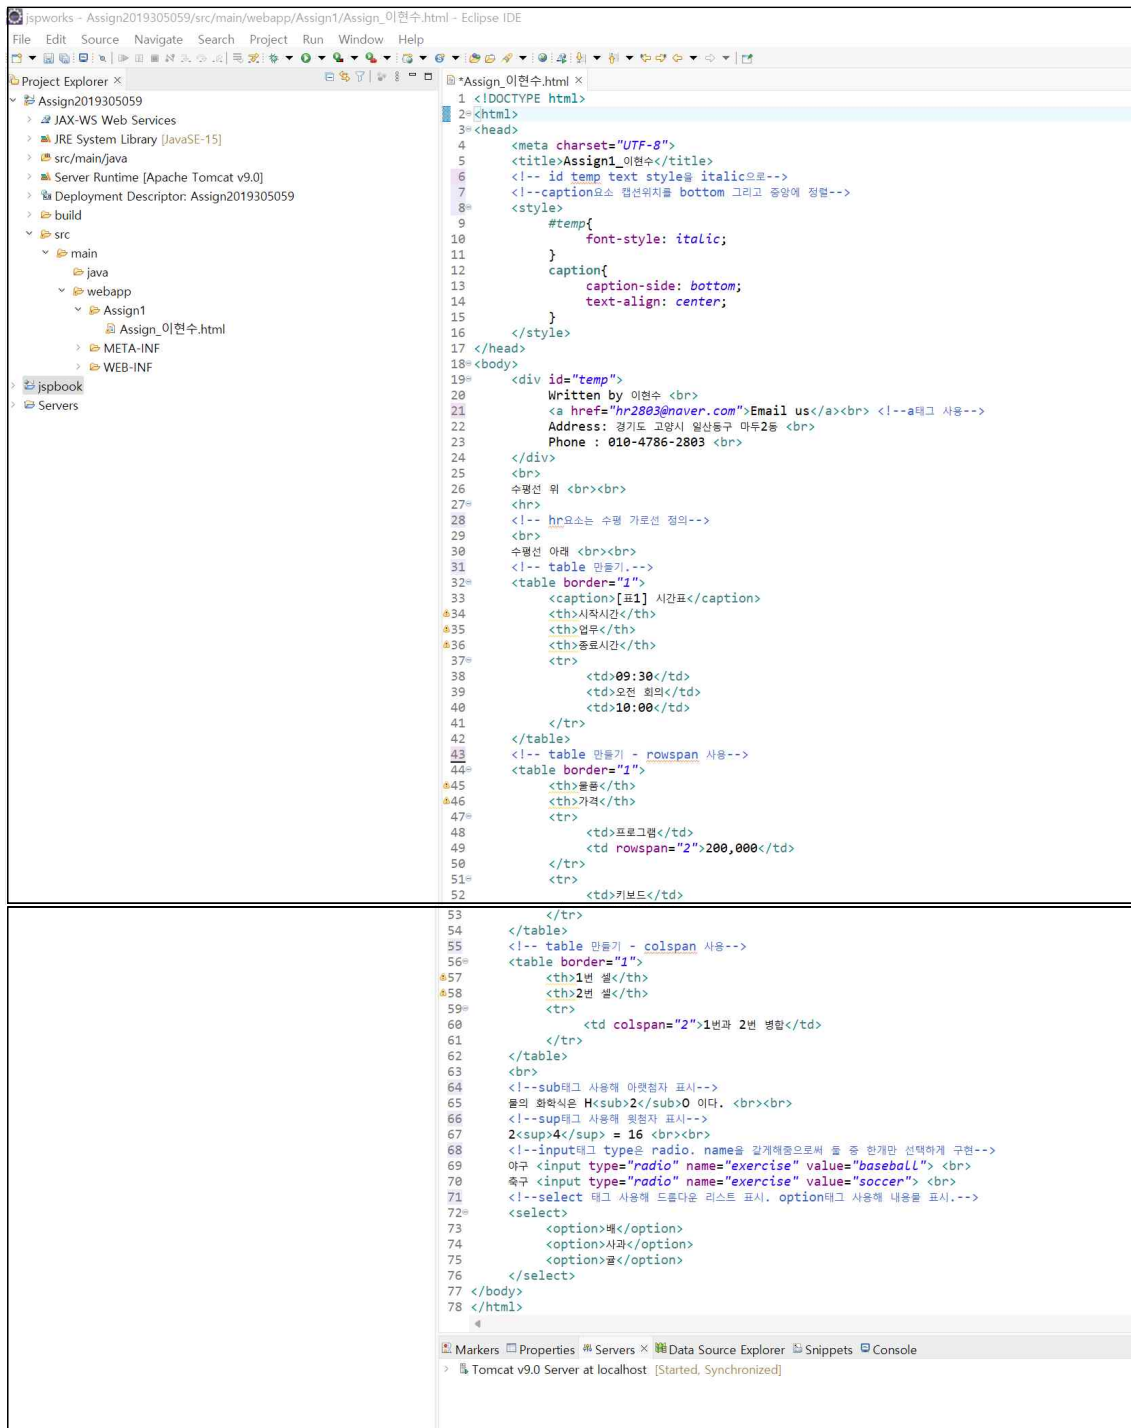 jspworks - Assign2019305059/src/main/webapp/Assign1/Assign_이현수.html - Eclipse IDE
File Edit Source Navigate Search Project Run Window Help
Project Explorer
Assign2019305059
JAX-WS Web Services
JRE System Library [JavaSE-15]
src/main/java
Server Runtime [Apache Tomcat v9.0]
Deployment Descriptor: Assign2019305059
build
src
main
java
webapp
Assign1
Assign_이현수.html
META-INF
WEB-INF
jspbook
Servers
*Assign_이현수.html
1 <!DOCTYPE html>
2 <html>
3 <head>
4 <meta charset="UTF-8">
5 <title>Assign1_이현수</title>
6 <!-- id temp text style을 italic으로-->
7 <!--caption요소 캡션위치를 bottom 그리고 중앙에 정렬-->
8 <style>
9 #temp{
10 font-style: italic;
11 }
12 caption{
13 caption-side: bottom;
14 text-align: center;
15 }
16 </style>
17 </head>
18 <body>
19 <div id="temp">
20 Written by 이현수 <br>
21 <a href="hr2803@naver.com">Email us</a><br> <!--a태그 사용-->
22 Address: 경기도 고양시 일산동구 마두2동 <br>
23 Phone : 010-4786-2803 <br>
24 </div>
25 <br>
26 수평선 위 <br><br>
27 <hr>
28 <!-- hr요소는 수평 가로선 정의-->
29 <br>
30 수평선 아래 <br><br>
31 <!-- table 만들기.-->
32 <table border="1">
33 <caption>[표1] 시간표</caption>
34 <th>시작시간</th>
35 <th>업무</th>
36 <th>종료시간</th>
37 <tr>
38 <td>09:30</td>
39 <td>오전 회의</td>
40 <td>10:00</td>
41 </tr>
42 </table>
43 <!-- table 만들기 - rowspan 사용-->
44 <table border="1">
45 <th>물품</th>
46 <th>가격</th>
47 <tr>
48 <td>프로그램</td>
49 <td rowspan="2">200,000</td>
50 </tr>
51 <tr>
52 <td>키보드</td>
53 </tr>
54 </table>
55 <!-- table 만들기 - colspan 사용-->
56 <table border="1">
57 <th>1번 셀</th>
58 <th>2번 셀</th>
59 <tr>
60 <td colspan="2">1번과 2번 병합</td>
61 </tr>
62 </table>
63 <br>
64 <!--sub태그 사용해 아랫첨자 표시-->
65 물의 화학식은 H<sub>2</sub>O 이다. <br><br>
66 <!--sup태그 사용해 윗첨자 표시-->
67 2<sup>4</sup> = 16 <br><br>
68 <!--input태그 type은 radio. name을 같게해줌으로써 둘 중 한개만 선택하게 구현-->
69 야구 <input type="radio" name="exercise" value="baseball"> <br>
70 축구 <input type="radio" name="exercise" value="soccer"> <br>
71 <!--select 태그 사용해 드롭다운 리스트 표시. option태그 사용해 내용물 표시.-->
72 <select>
73 <option>배</option>
74 <option>사과</option>
75 <option>귤</option>
76 </select>
77 </body>
78 </html>
Markers Properties Servers Data Source Explorer Snippets Console
Tomcat v9.0 Server at localhost [Started, Synchronized]